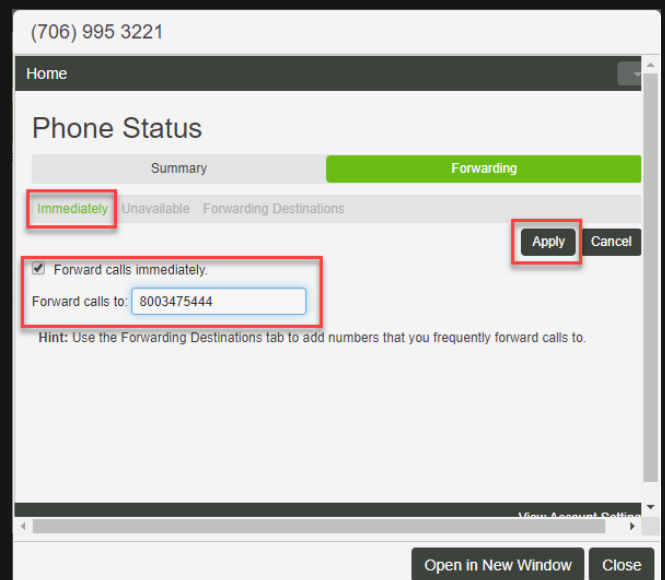 (706) 995 3221
Home
Phone Status
Summary Forwarding
Immediately Unavailable Forwarding Destinations
Apply Cancel
Forward calls immediately.
Forward calls to: 8003475444
Hint: Use the Forwarding Destinations tab to add numbers that you frequently forward calls to.
View Account
Open in New Window Close